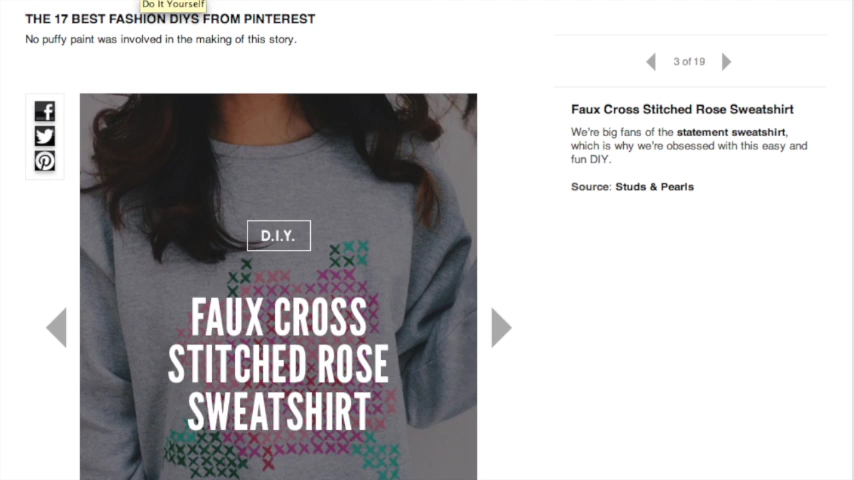 Do It Yourself
THE 17 BEST FASHION DIYS FROM PINTEREST
No puffy paint was involved in the making of this story.
3 of 19
Faux Cross Stitched Rose Sweatshirt
We're big fans of the statement sweatshirt,
which is why we're obsessed with this easy and
fun DIY.
Source: Studs & Pearls
D.I.Y.
FAUX CROSS
STITCHED ROSE
SWEATSHIRT